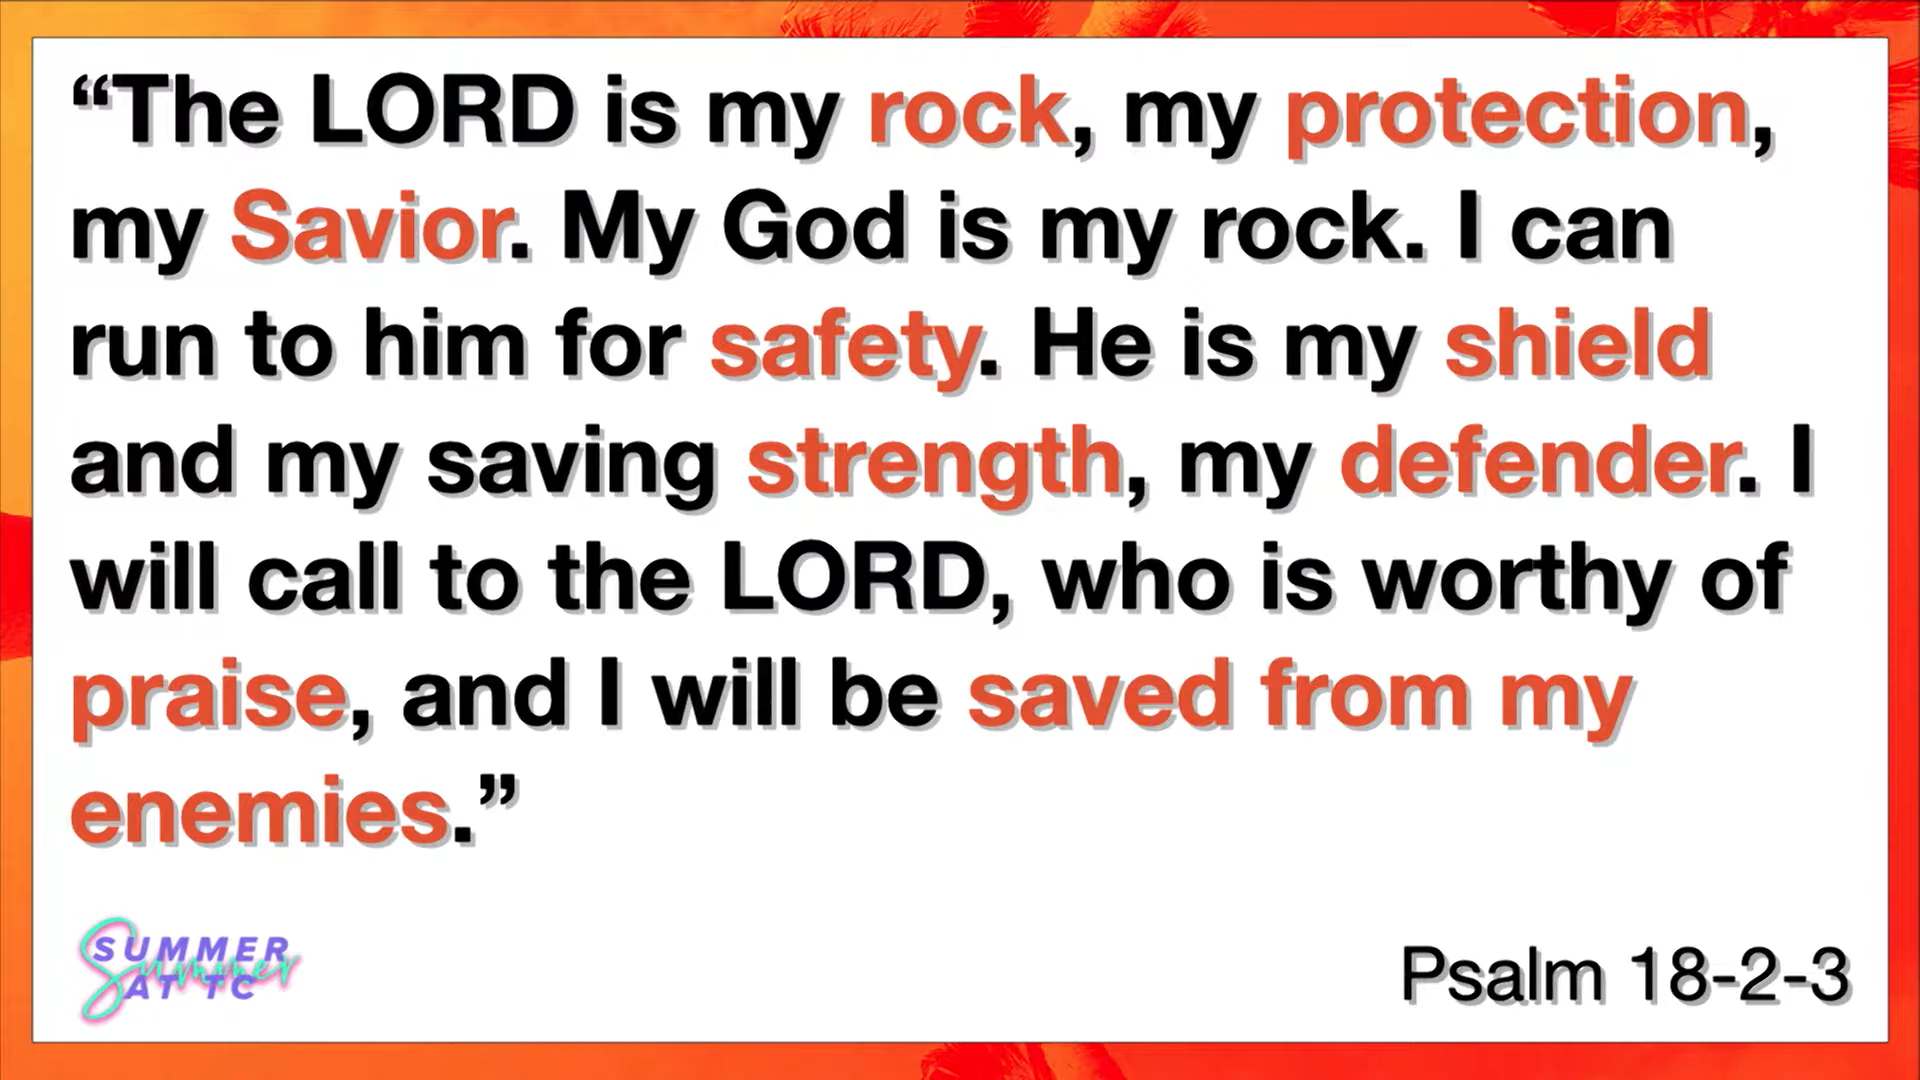 “The LORD is my rock, my protection,
my Savior. My God is my rock. I can
run to him for safety. He is my shield
and my saving strength, my defender. I
will call to the LORD, who is worthy of
praise, and I will be saved from my
enemies.”
SUMMER
Summer
AT TC
Psalm 18-2-3